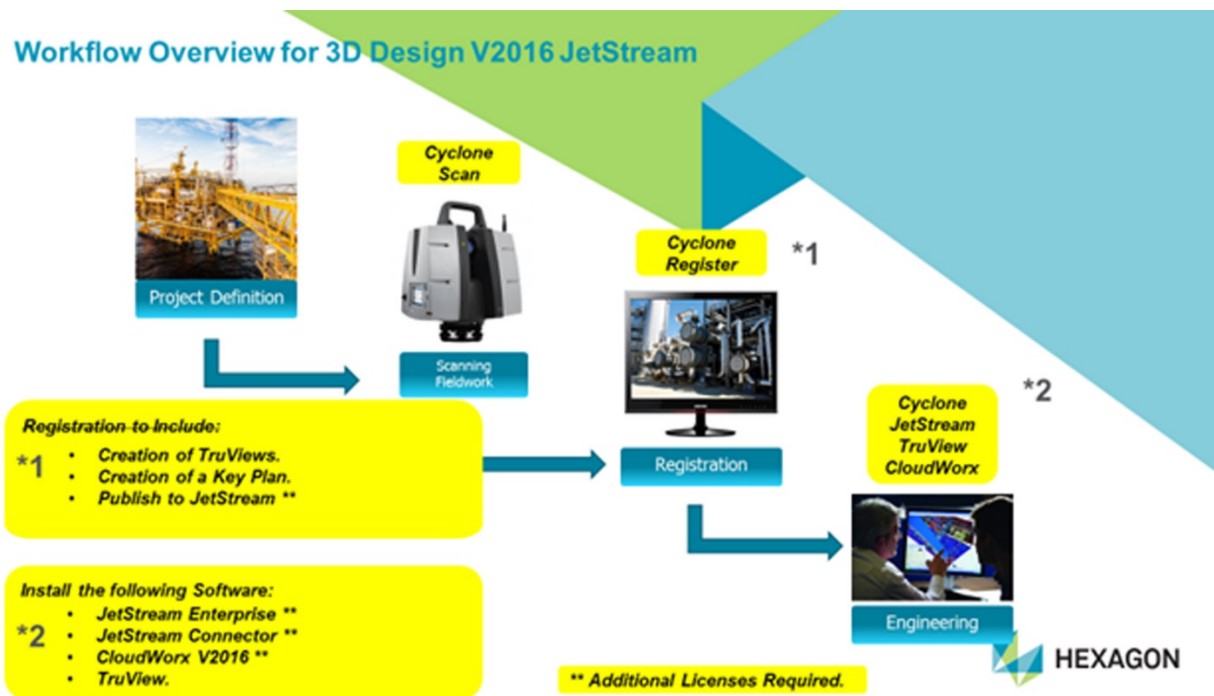 Workflow Overview for 3D Design V2016 JetStream
Project Definition
Cyclone
Scan
Scanning
Fieldwork
Cyclone
Register
*1
Registration
Registration to Include:
*1
• Creation of TruViews.
• Creation of a Key Plan.
• Publish to JetStream **
*2
Cyclone
JetStream
TruView
CloudWorx
Engineering
Install the following Software:
*2
• JetStream Enterprise **
• JetStream Connector **
• CloudWorx V2016 **
• TruView.
** Additional Licenses Required.
HEXAGON